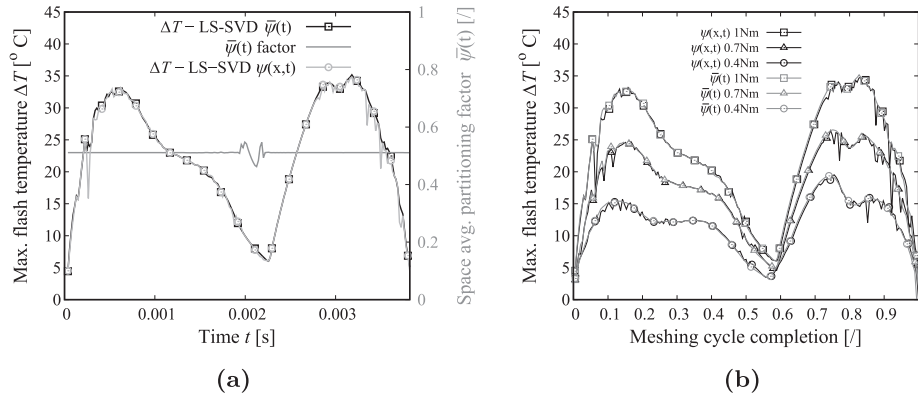 ΔT − LS-SVD ψ̄(t)
ψ̄(t) factor
ΔT − LS−SVD ψ(x,t)
Max. flash temperature ΔT [° C]
45
40
35
30
25
20
15
10
5
0
0
0.001
0.002
0.003
Time t [s]
1
0.8
0.6
0.4
0.2
0
Space avg. partitioning factor ψ̄(t) [/]
(a)
ψ(x,t) 1Nm
ψ(x,t) 0.7Nm
ψ(x,t) 0.4Nm
ψ̄(t) 1Nm
ψ̄(t) 0.7Nm
ψ̄(t) 0.4Nm
Max. flash temperature ΔT [° C]
45
40
35
30
25
20
15
10
5
0
0
0.1
0.2
0.3
0.4
0.5
0.6
0.7
0.8
0.9
Meshing cycle completion [/]
(b)